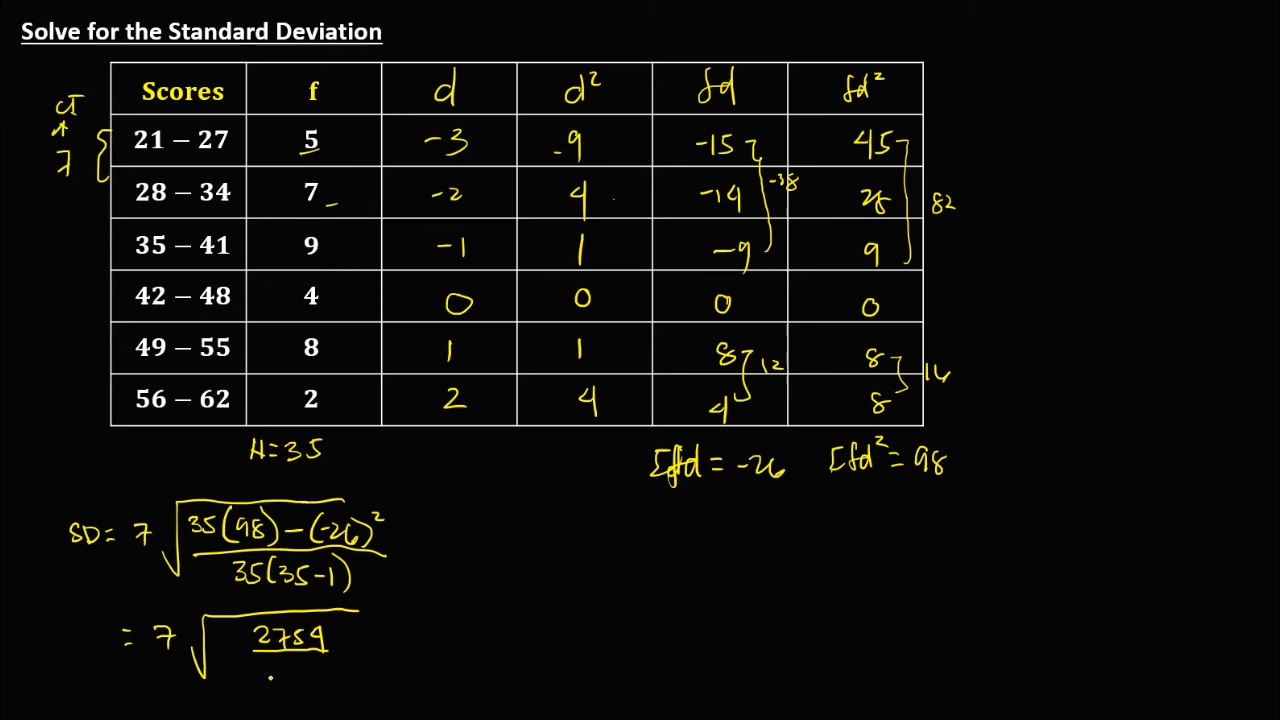 Solve for the Standard Deviation
Scores f d d² fd fd²
21 – 27 5 -3 9 -15 45
28 – 34 7 -2 4 -14 28
35 – 41 9 -1 1 -9 9
42 – 48 4 0 0 0 0
49 – 55 8 1 1 8 8
56 – 62 2 2 4 4 8
7
-38
82
12
16
=35
Σfd = -26 Σfd² = 98
SD = 7 √
35(98) - (-26)²
35(35-1)
= 7 √
2754